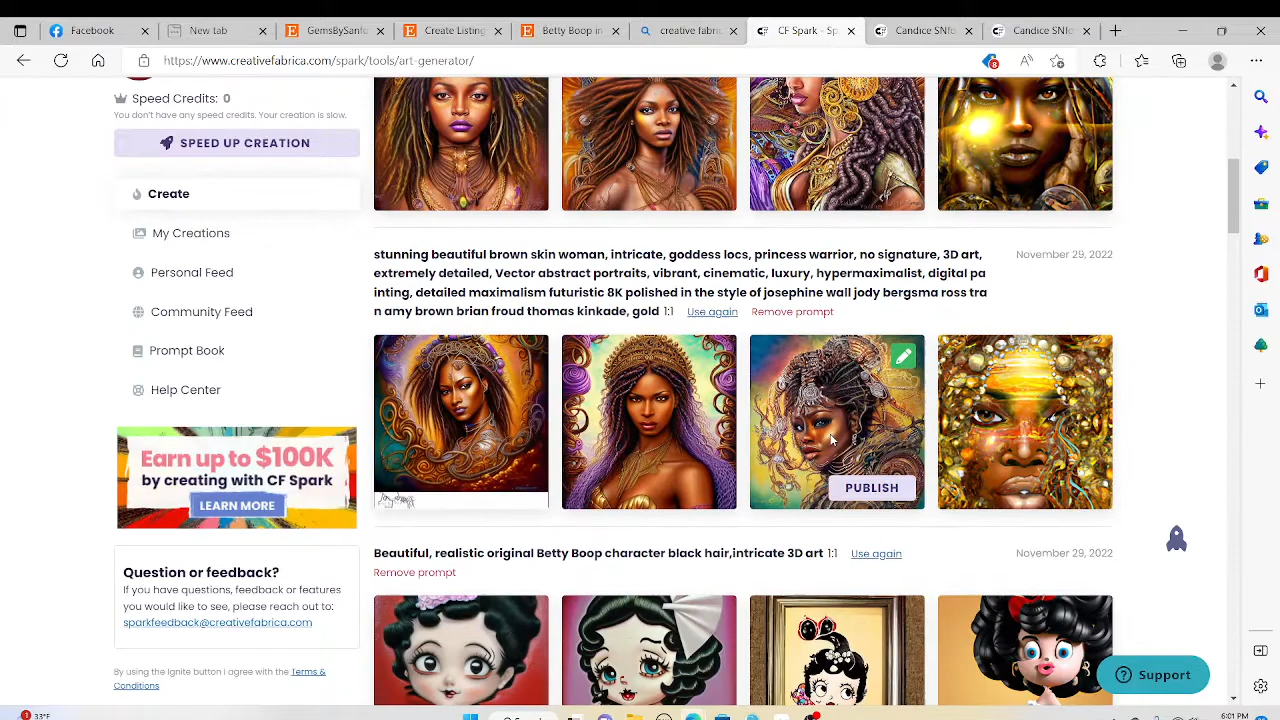 Facebook
New tab
GemsBySanfo
Create Listing
Betty Boop in
creative fabric
CF Spark - Sp
Candice SNfo
Candice SNfo
https://www.creativefabrica.com/spark/tools/art-generator/
8
Speed Credits: 0
You don't have any speed credits. Your creation is slow.
SPEED UP CREATION
Create
My Creations
Personal Feed
Community Feed
Prompt Book
Help Center
Earn up to $100K
by creating with CF Spark
LEARN MORE
Question or feedback?
If you have questions, feedback or features
you would like to see, please reach out to:
sparkfeedback@creativefabrica.com
By using the Ignite button I agree with the Terms &
Conditions
stunning beautiful brown skin woman, intricate, goddess locs, princess warrior, no signature, 3D art,
extremely detailed, Vector abstract portraits, vibrant, cinematic, luxury, hypermaximalist, digital pa
inting, detailed maximalism futuristic 8K polished in the style of josephine wall jody bergsma ross tra
n amy brown brian froud thomas kinkade, gold 1:1 Use again Remove prompt
November 29, 2022
PUBLISH
Beautiful, realistic original Betty Boop character black hair,intricate 3D art 1:1 Use again
Remove prompt
November 29, 2022
Support
1
33°F
6:01 PM